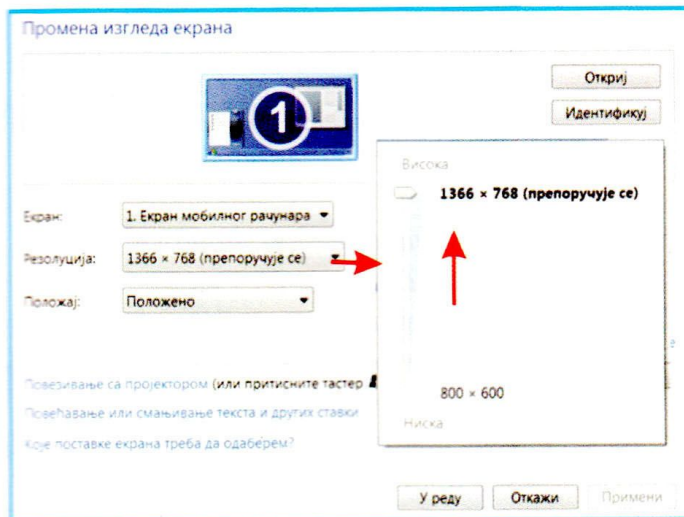 Промена изгледа екрана
1
Откриј
Идентификуј
Висока
1366 × 768 (препоручује се)
Екран:
1. Екран мобилног рачунара
Резолуција:
1366 × 768 (препоручује се)
Положај:
Положено
800 × 600
Ниска
Повезивање са пројектором (или притисните тастер
Повећавање или смањивање текста и других ставки
Које поставке екрана треба да одаберем?
У реду
Откажи
Примени